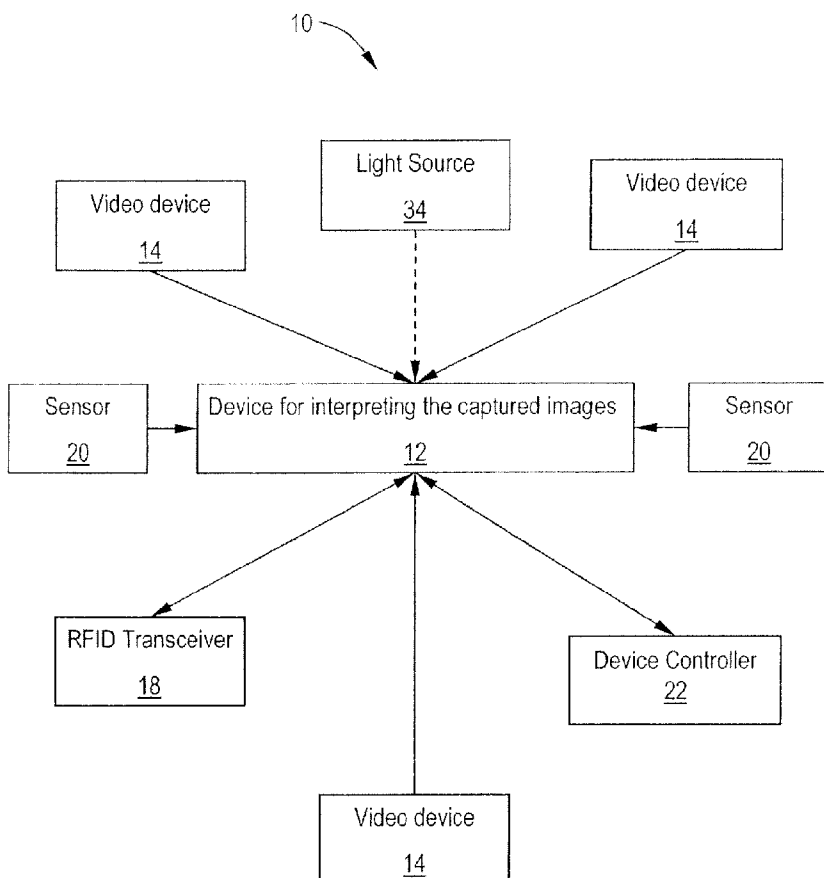 10
Light Source
34
Video device
14
Video device
14
Sensor
20
Device for interpreting the captured images
12
Sensor
20
RFID Transceiver
18
Device Controller
22
Video device
14